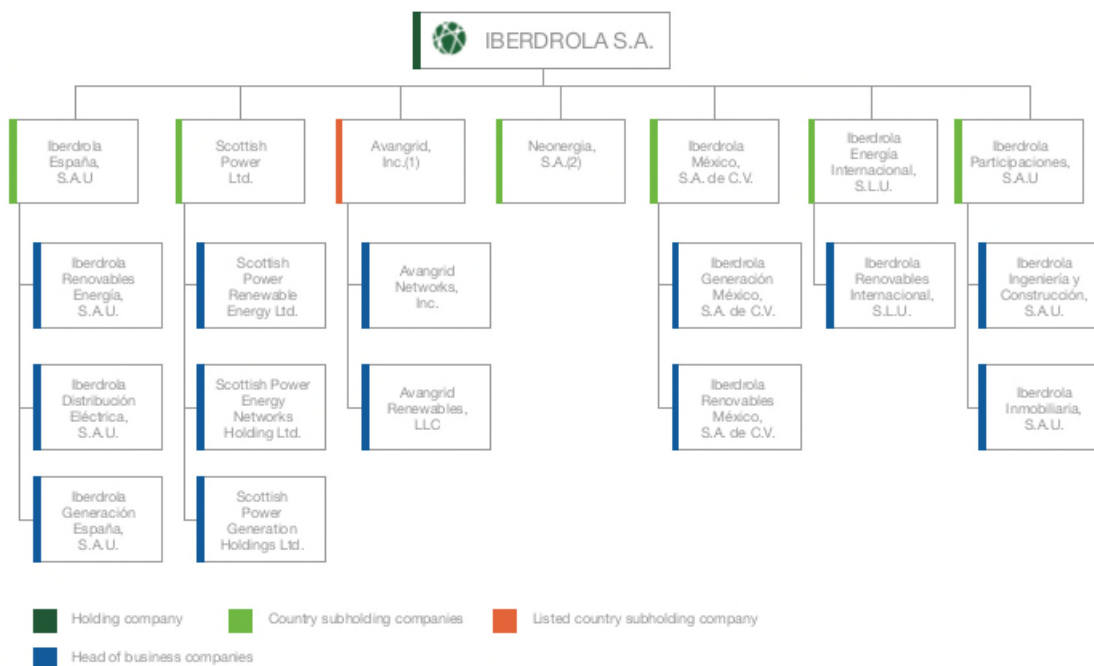 IBERDROLA S.A.
Iberdrola
España,
S.A.U
Scottish
Power
Ltd.
Avangrid,
Inc.(1)
Neonergia,
S.A.(2)
Iberdrola
México,
S.A. de C.V.
Iberdrola
Energía
Internacional,
S.L.U.
Iberdrola
Participaciones,
S.A.U
Iberdrola
Renovables
Energía,
S.A.U.
Scottish
Power
Renewable
Energy Ltd.
Avangrid
Networks,
Inc.
Iberdrola
Generación
México,
S.A. de C.V.
Iberdrola
Renovables
Internacional,
S.L.U.
Iberdrola
Ingeniería y
Construcción,
S.A.U.
Iberdrola
Distribución
Eléctrica,
S.A.U.
Scottish Power
Energy
Networks
Holding Ltd.
Avangrid
Renewables,
LLC
Iberdrola
Renovables
México,
S.A. de C.V.
Iberdrola
Inmobiliaria,
S.A.U.
Iberdrola
Generación
España,
S.A.U.
Scottish
Power
Generation
Holdings Ltd.
Holding company
Country subholding companies
Listed country subholding company
Head of business companies